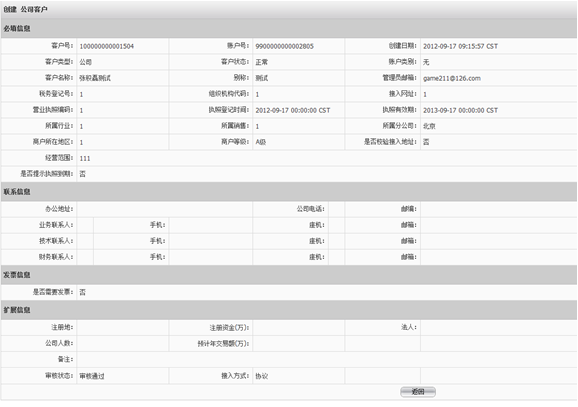 创建 公司客户
必填信息
客户号: 100000000001504 账户号: 9900000000002805 创建日期: 2012-09-17 09:15:57 CST
客户类型: 公司 客户状态: 正常 账户类别: 无
客户名称: 张积磊测试 别称: 测试 管理员邮箱: game211@126.com
税务登记号: 1 组织机构代码: 1 接入网址: 1
营业执照编码: 1 执照登记时间: 2012-09-17 00:00:00 CST 执照有效期: 2013-09-17 00:00:00 CST
所属行业: 1 所属销售: 1 所属分公司: 北京
商户所在地区: 1 商户等级: A级 是否校验接入地址: 否
经营范围: 111
是否提示执照到期: 否
联系信息
办公地址: 公司电话: 邮编:
业务联系人: 手机: 座机: 邮箱:
技术联系人: 手机: 座机: 邮箱:
财务联系人: 手机: 座机: 邮箱:
发票信息
是否需要发票: 否
扩展信息
注册地: 注册资金(万): 法人:
公司人数: 预计年交易额(万):
备注:
审核状态: 审核通过 接入方式: 协议
返回